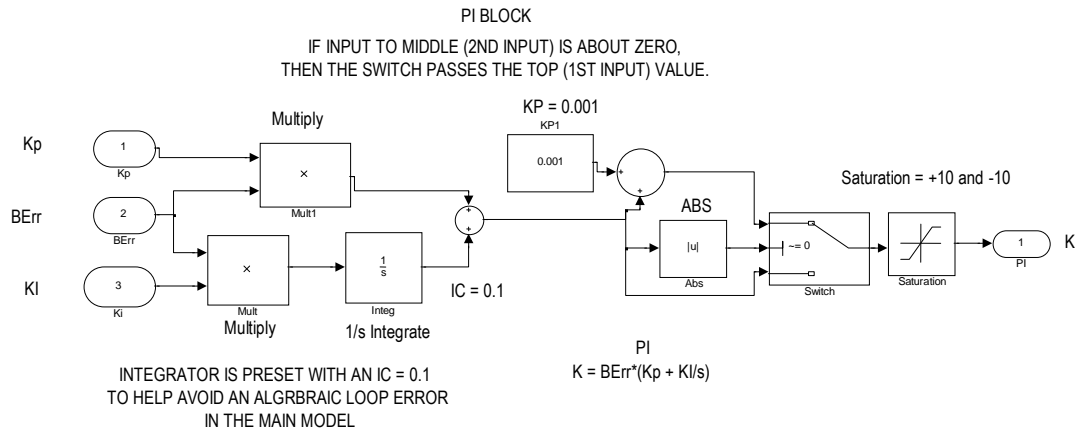 PI BLOCK
IF INPUT TO MIDDLE (2ND INPUT) IS ABOUT ZERO,
THEN THE SWITCH PASSES THE TOP (1ST INPUT) VALUE.
Kp
1
Kp
BErr
2
BErr
KI
3
Ki
Multiply
×
Mult1
×
Mult
Multiply
1
s
Integ
1/s Integrate
IC = 0.1
+
+
KP = 0.001
KP1
0.001
+
+
ABS
|u|
Abs
~= 0
Switch
Saturation = +10 and -10
Saturation
1
PI
K
PI
K = BErr*(Kp + KI/s)
INTEGRATOR IS PRESET WITH AN IC = 0.1
TO HELP AVOID AN ALGRBRAIC LOOP ERROR
IN THE MAIN MODEL